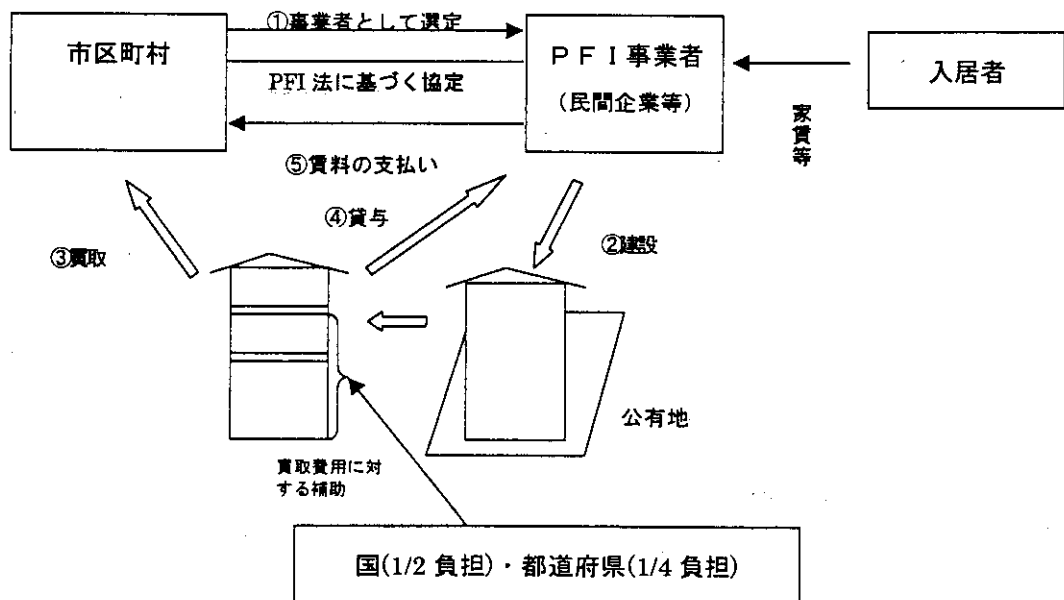 ①事業者として選定
市区町村
PFI 法に基づく協定
ＰＦＩ事業者
(民間企業等)
入居者
家賃等
⑤賃料の支払い
④貸与
③買取
②建設
公有地
買取費用に対
する補助
国(1/2 負担)・都道府県(1/4 負担)